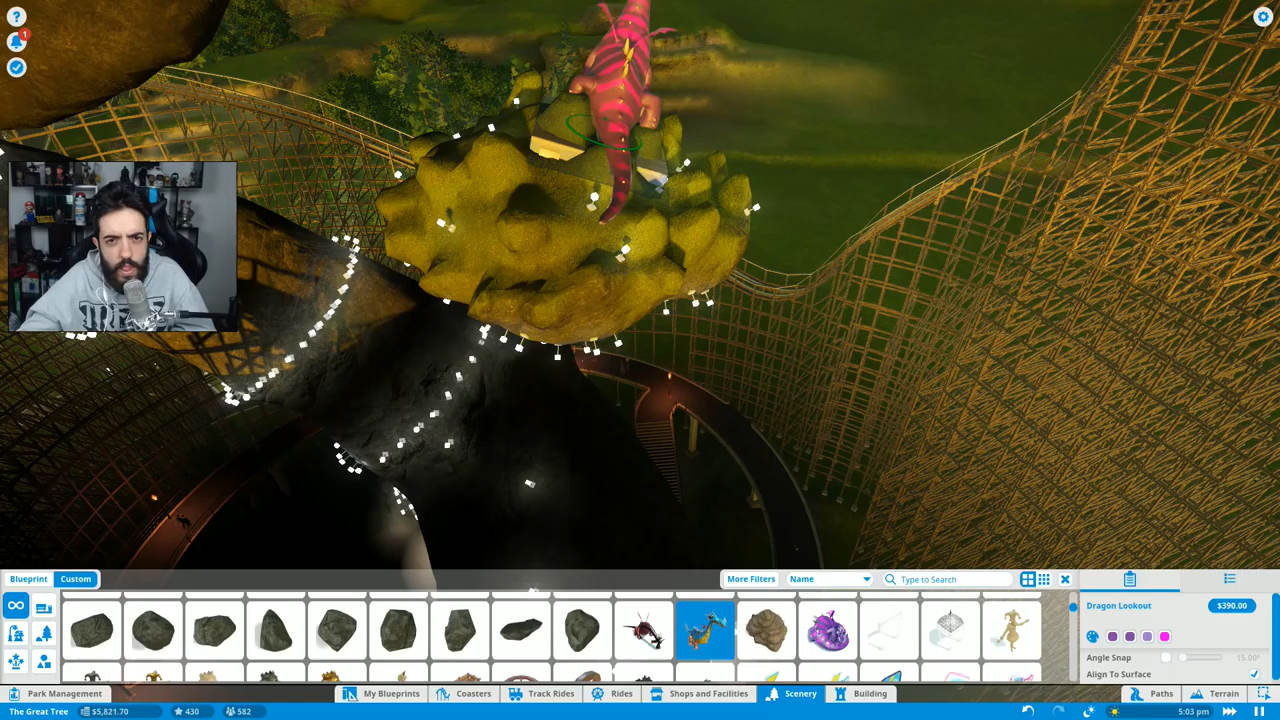 ?
1
Blueprint
Custom
More Filters
Name
Type to Search
Dragon Lookout
$390.00
Angle Snap
15.00°
Align To Surface
Park Management
My Blueprints
Coasters
Track Rides
Rides
Shops and Facilities
Scenery
Building
Paths
Terrain
The Great Tree
$5,821.70
430
582
5:03 pm